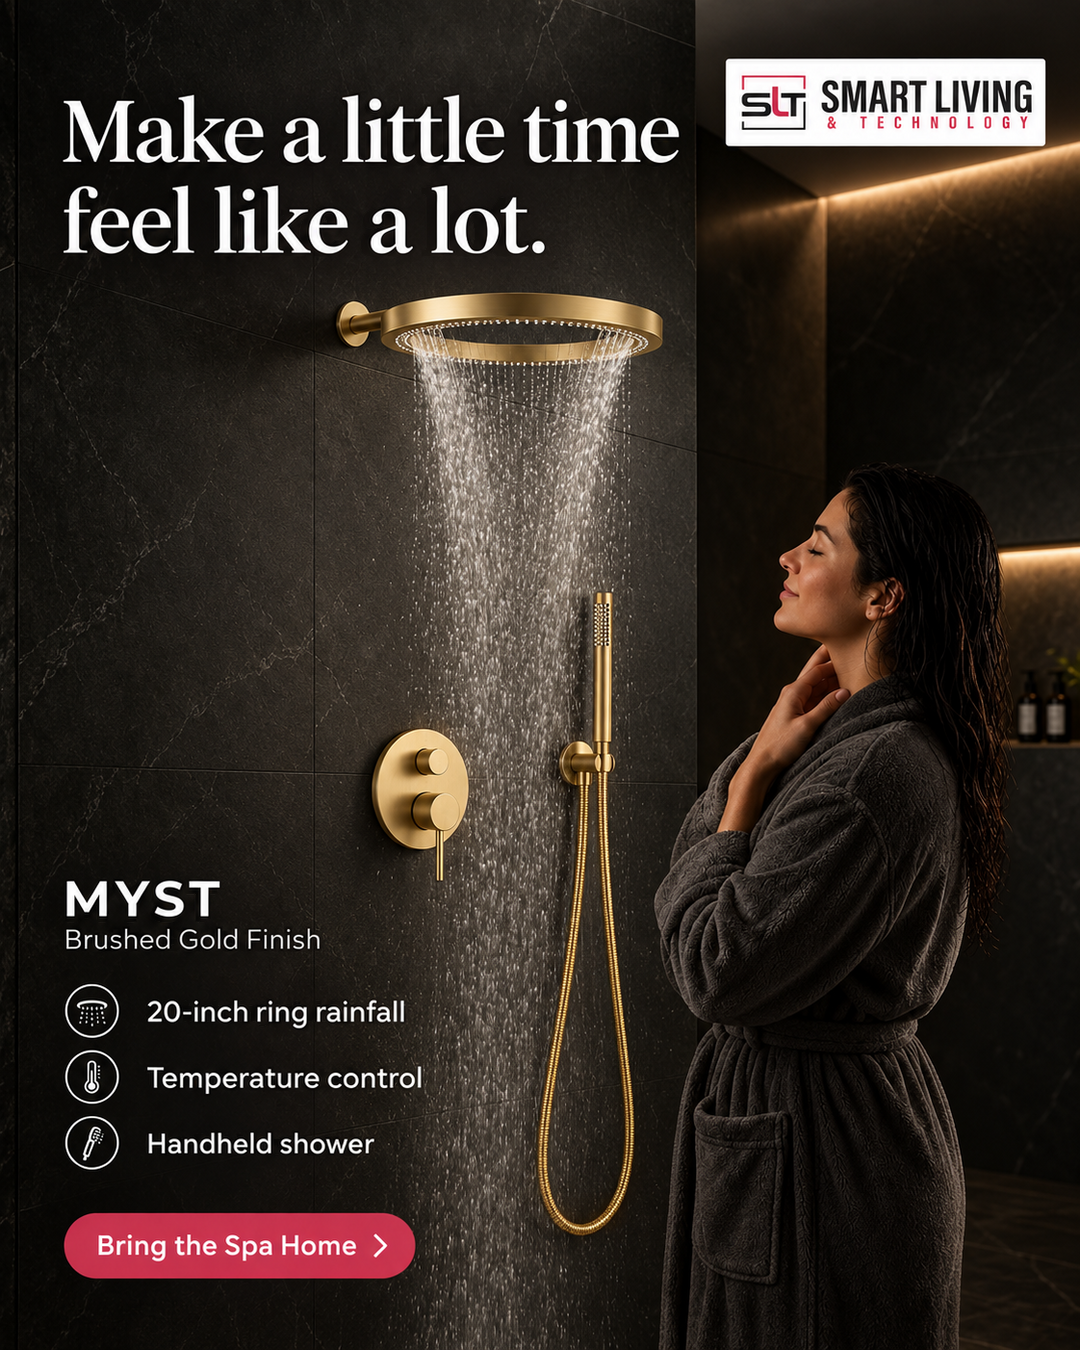 Make a little time
feel like a lot.
SLT SMART LIVING
& TECHNOLOGY
MYST
Brushed Gold Finish
20-inch ring rainfall
Temperature control
Handheld shower
Bring the Spa Home >